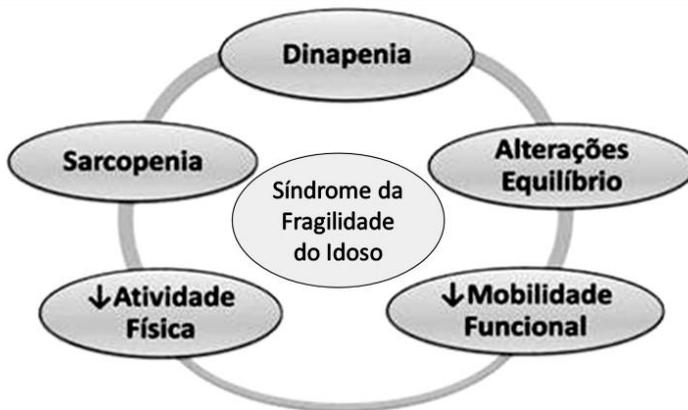 Dinapenia
Sarcopenia
Alterações
Equilíbrio
Síndrome da
Fragilidade
do Idoso
↓Atividade
Física
↓Mobilidade
Funcional